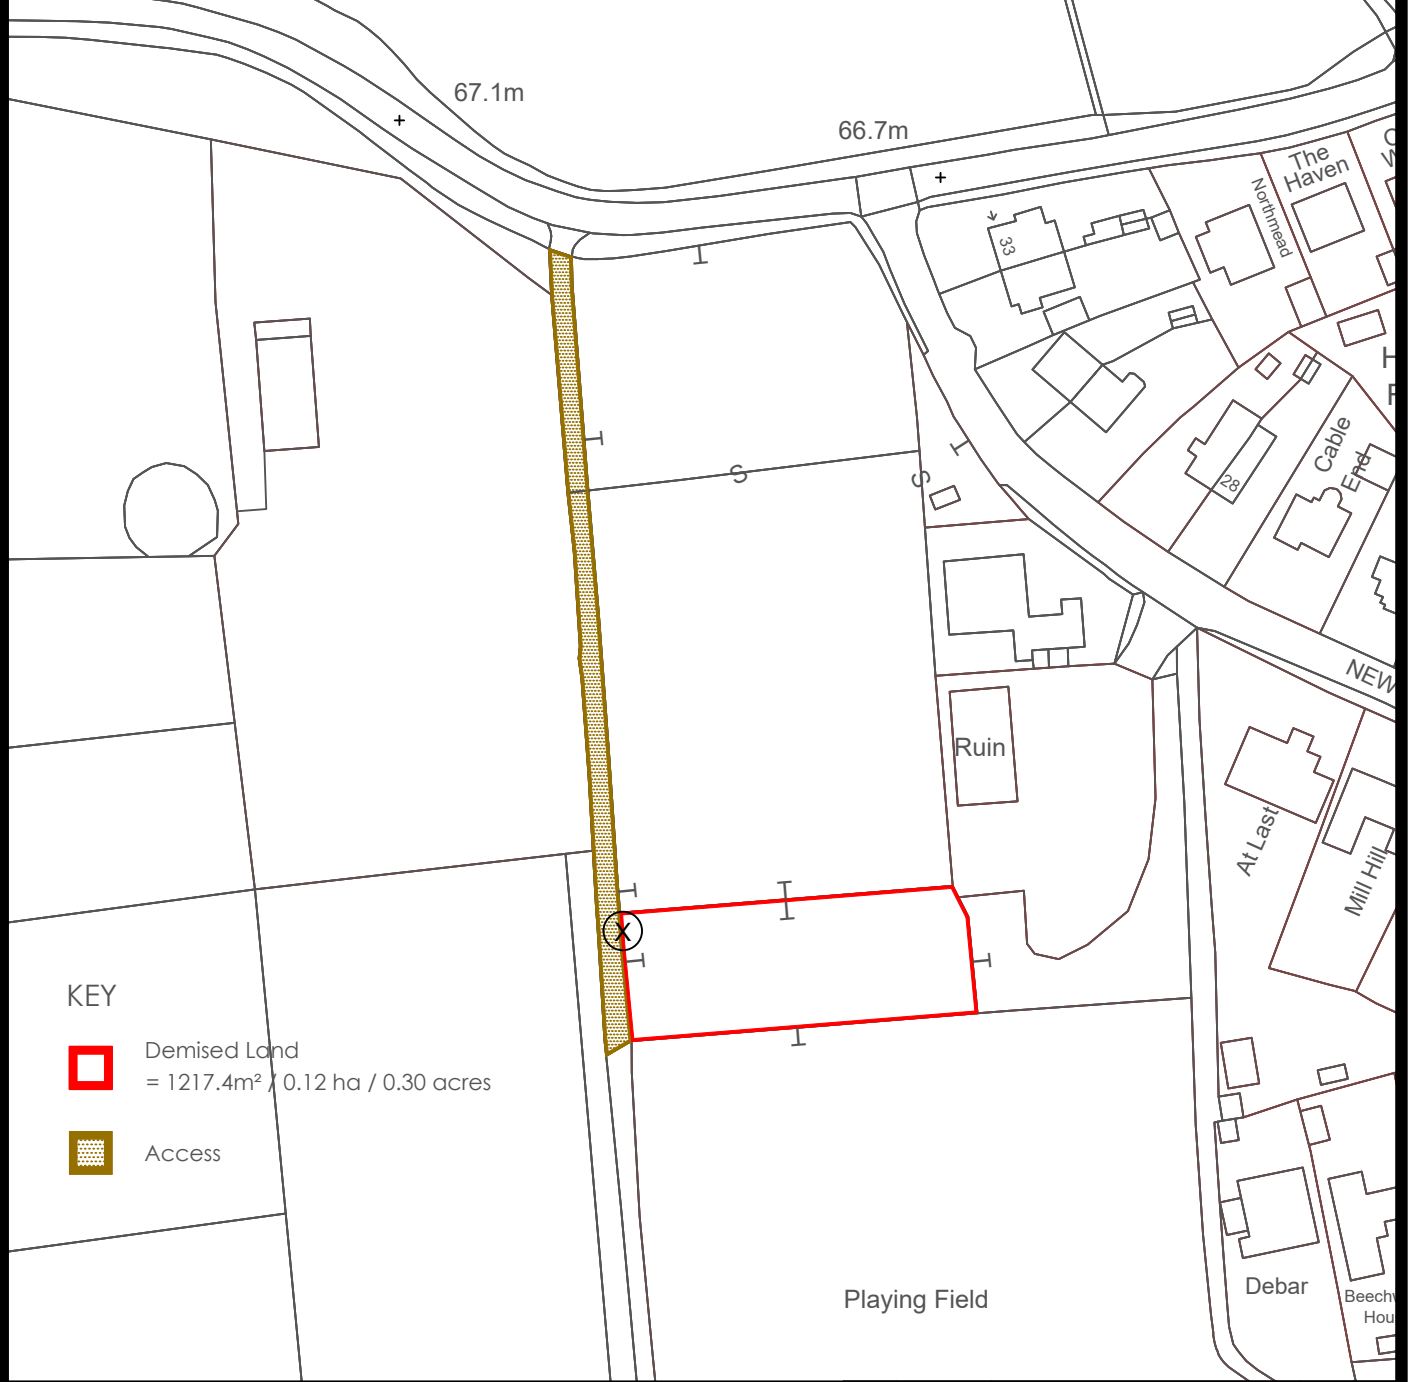 67.1m
66.7m
The
Haven
Northmead
33
Cable
End
28
S
S
NEW
Ruin
At Last
Mill Hill
X
KEY
Demised Land
= 1217.4m² / 0.12 ha / 0.30 acres
Access
Playing Field
Debar
Hou